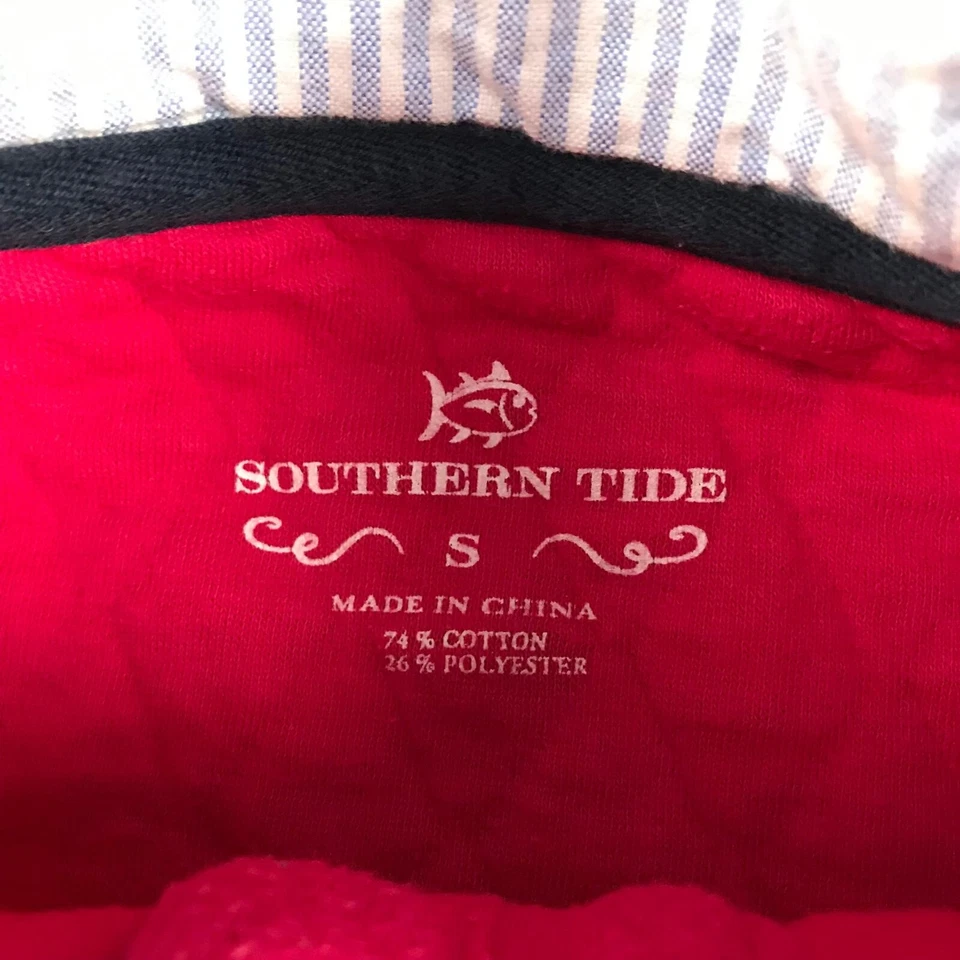 SOUTHERN TIDE
S
MADE IN CHINA
74 % COTTON
26 % POLYESTER